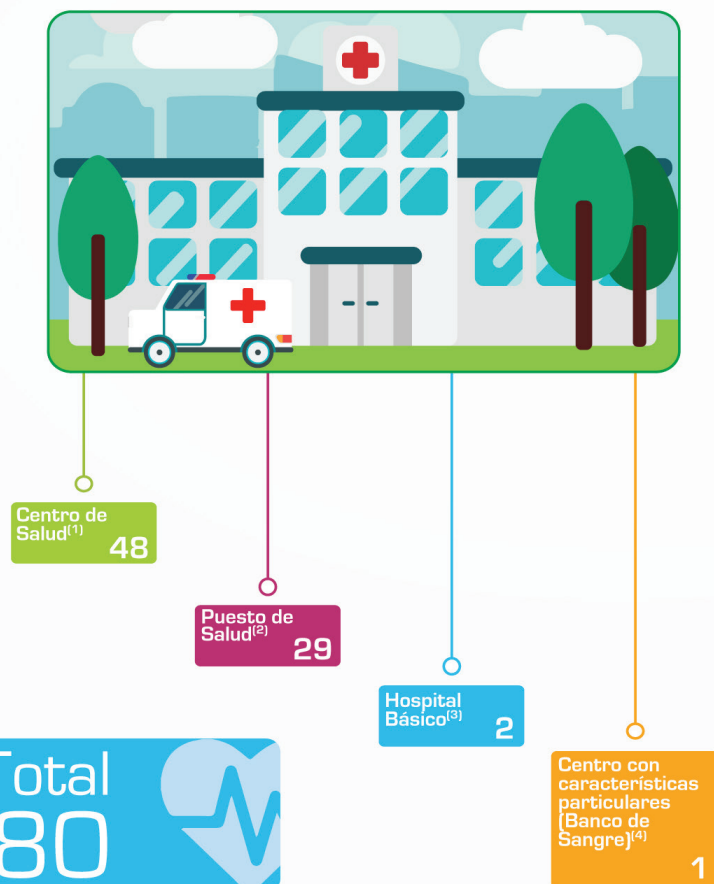 Centro de
Salud(1)
48
Puesto de
Salud(2)
29
Hospital
Básico(3)
2
Centro con
características
particulares
(Banco de
Sangre)(4)
1
Total
80